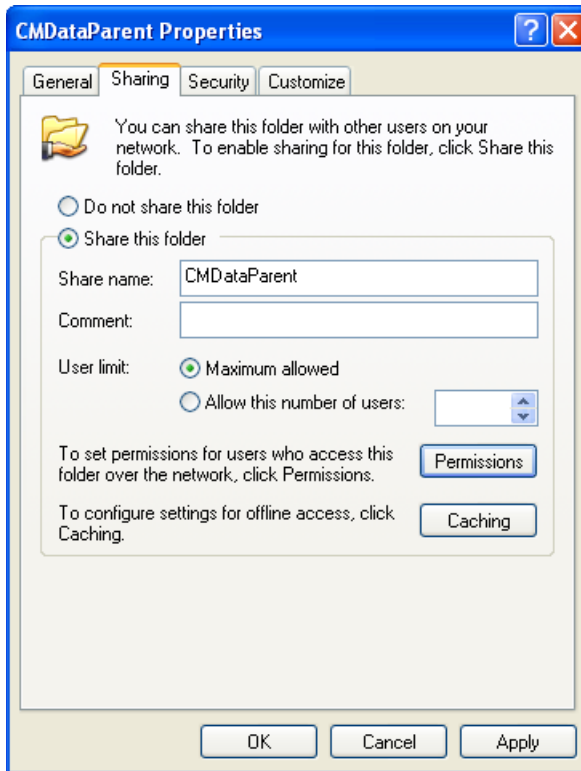 CMDataParent Properties
General Sharing Security Customize
You can share this folder with other users on your
network. To enable sharing for this folder, click Share this
folder.
Do not share this folder
Share this folder
Share name: CMDataParent
Comment:
User limit: Maximum allowed
Allow this number of users:
To set permissions for users who access this
folder over the network, click Permissions. Permissions
To configure settings for offline access, click
Caching. Caching
OK Cancel Apply